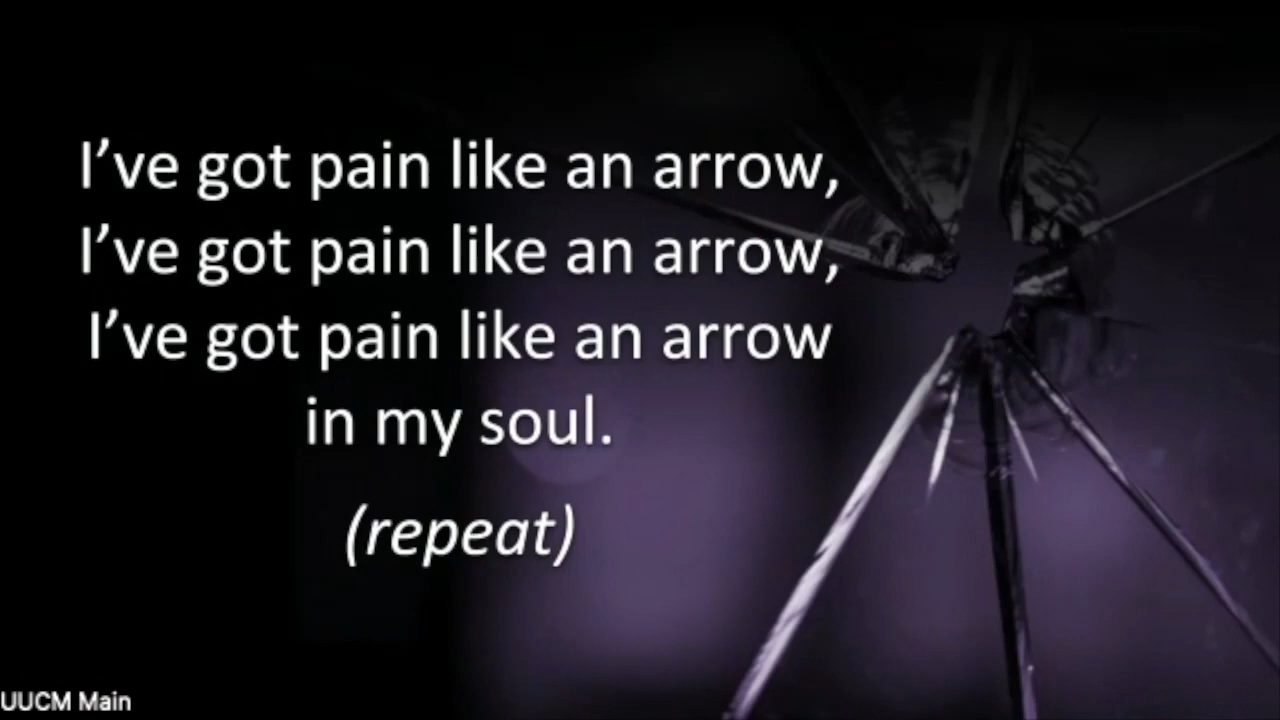 I’ve got pain like an arrow,
I’ve got pain like an arrow,
I’ve got pain like an arrow
in my soul.
(repeat)
UUCM Main